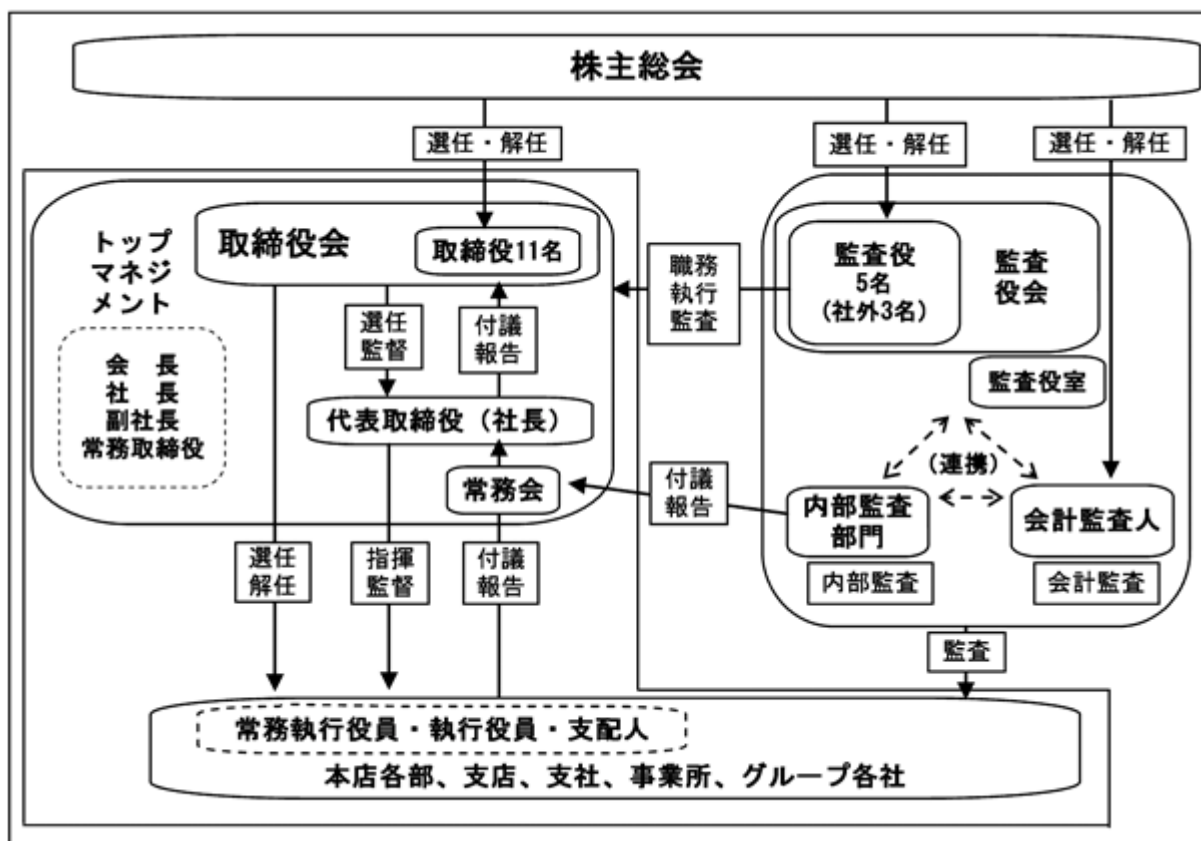 株主総会
選任・解任
選任・解任
選任・解任
トップ
マネジ
メント
会　長
社　長
副社長
常務取締役
取締役会
取締役11名
選任
監督
付議
報告
代表取締役（社長）
常務会
職務
執行
監査
監査役
5名
(社外3名)
監査
役会
監査役室
(連携)
付議
報告
内部監査
部門
会計監査人
内部監査
会計監査
選任
解任
指揮
監督
付議
報告
監査
常務執行役員・執行役員・支配人
本店各部、支店、支社、事業所、グループ各社